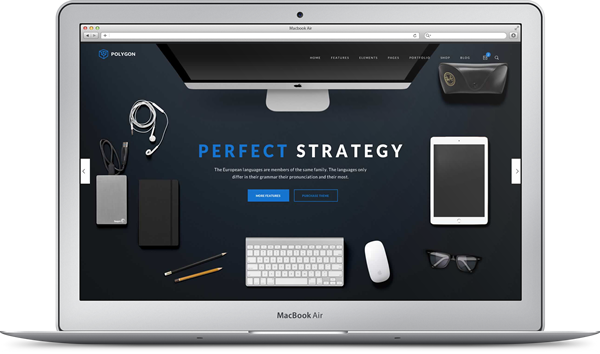 Macbook Air
POLYGON
HOME FEATURES ELEMENTS PAGES PORTFOLIO SHOP BLOG
PERFECT STRATEGY
The European languages are members of the same family. The languages only
differ in their grammar their pronunciation and their most.
MORE FEATURES PURCHASE THEME
MacBook Air